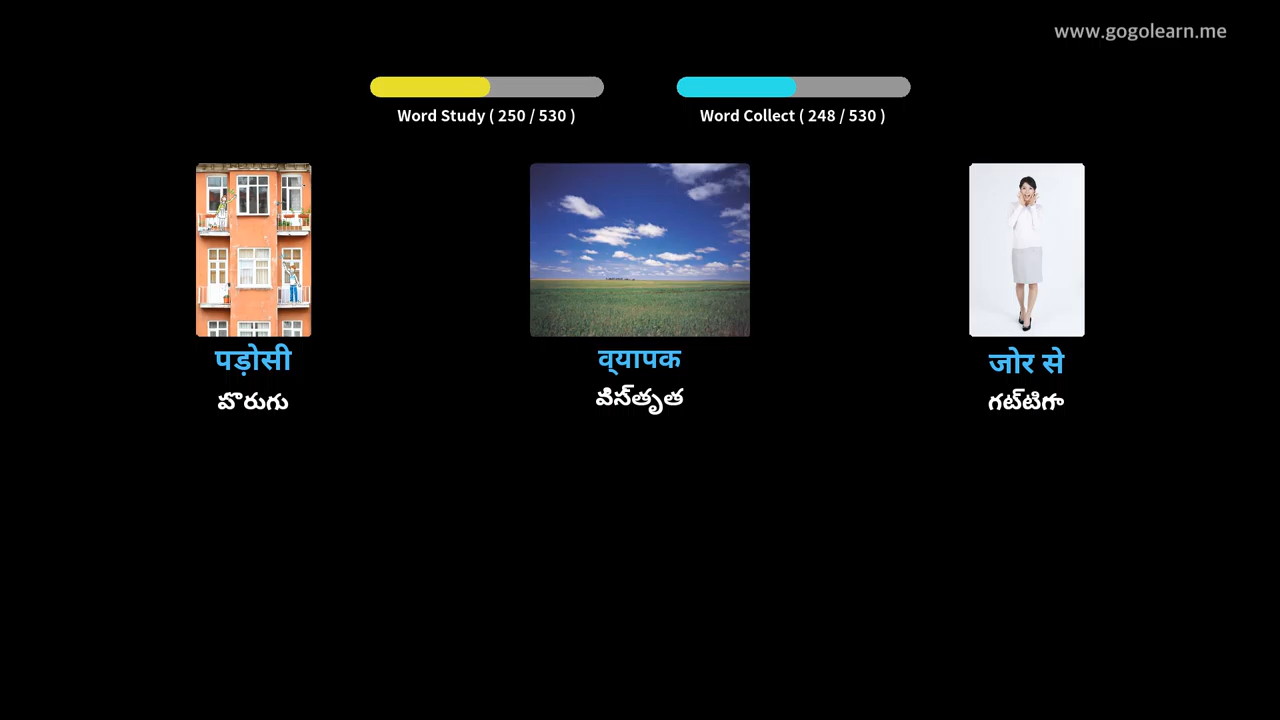 www.gogolearn.me
Word Study ( 250 / 530 )
Word Collect ( 248 / 530 )
पड़ोसी
व्यापक
जोर से
పొరుగు
విస్తృత
గట్టిగా